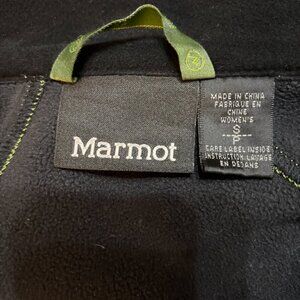 Marmot
MADE IN CHINA
FABRIQUE EN
CHINE
WOMEN'S
S
P
CARE LABEL INSIDE
INSTRUCTION LAVAGE
EN DEDANS